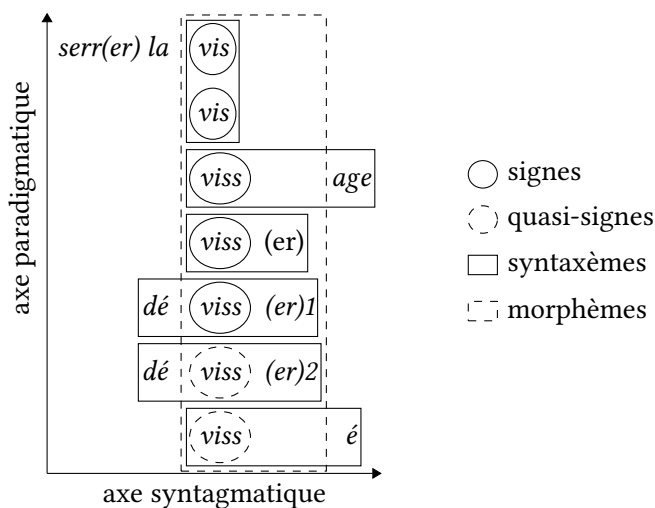 serr(er) la vis
vis
viss age
viss (er)
dé viss (er)1
dé viss (er)2
viss é
axe paradigmatique
axe syntagmatique
signes
quasi-signes
syntaxèmes
morphèmes